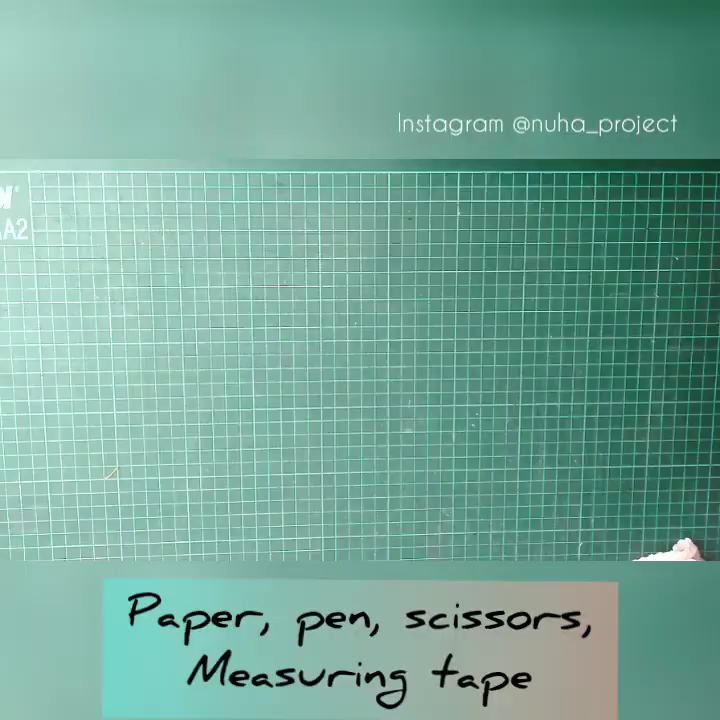 Instagram @nuha_project
A2
Paper, pen, scissors,
Measuring tape